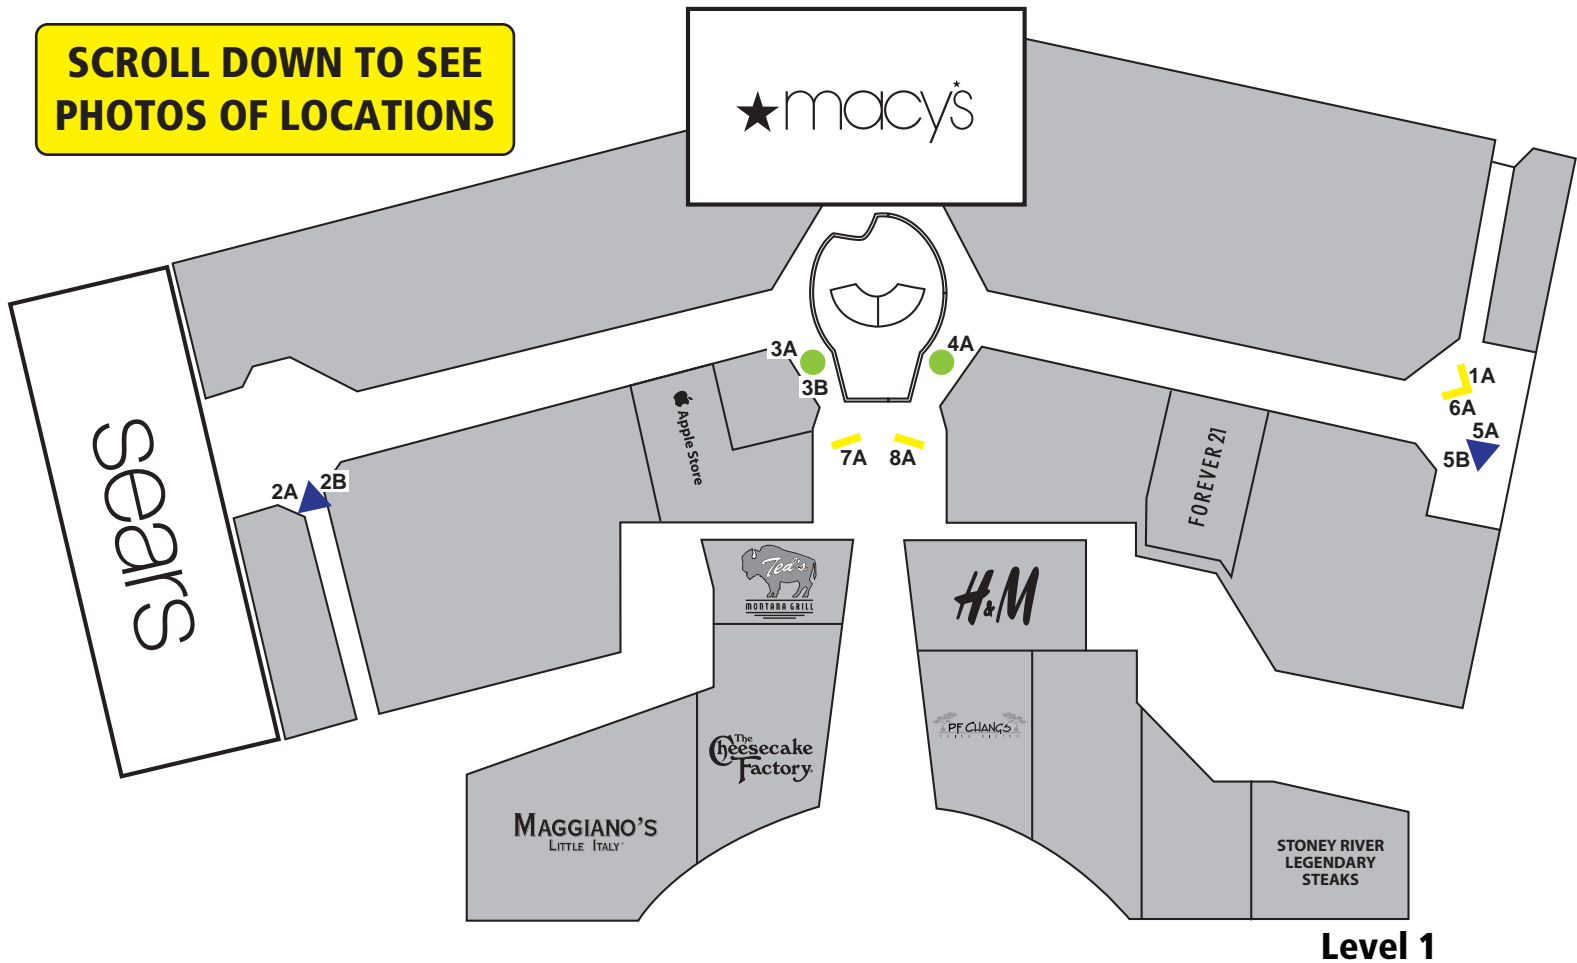 SCROLL DOWN TO SEE
PHOTOS OF LOCATIONS
macy's
sears
3A
3B
4A
1A
6A
5A
5B
2A
2B
7A
8A
Apple Store
FOREVER 21
Ted's
MONTANA GRILL
H&M
The
Cheesecake
Factory
P.F. CHANG'S
CHINA BISTRO
MAGGIANO'S
LITTLE ITALY
STONEY RIVER
LEGENDARY
STEAKS
Level 1